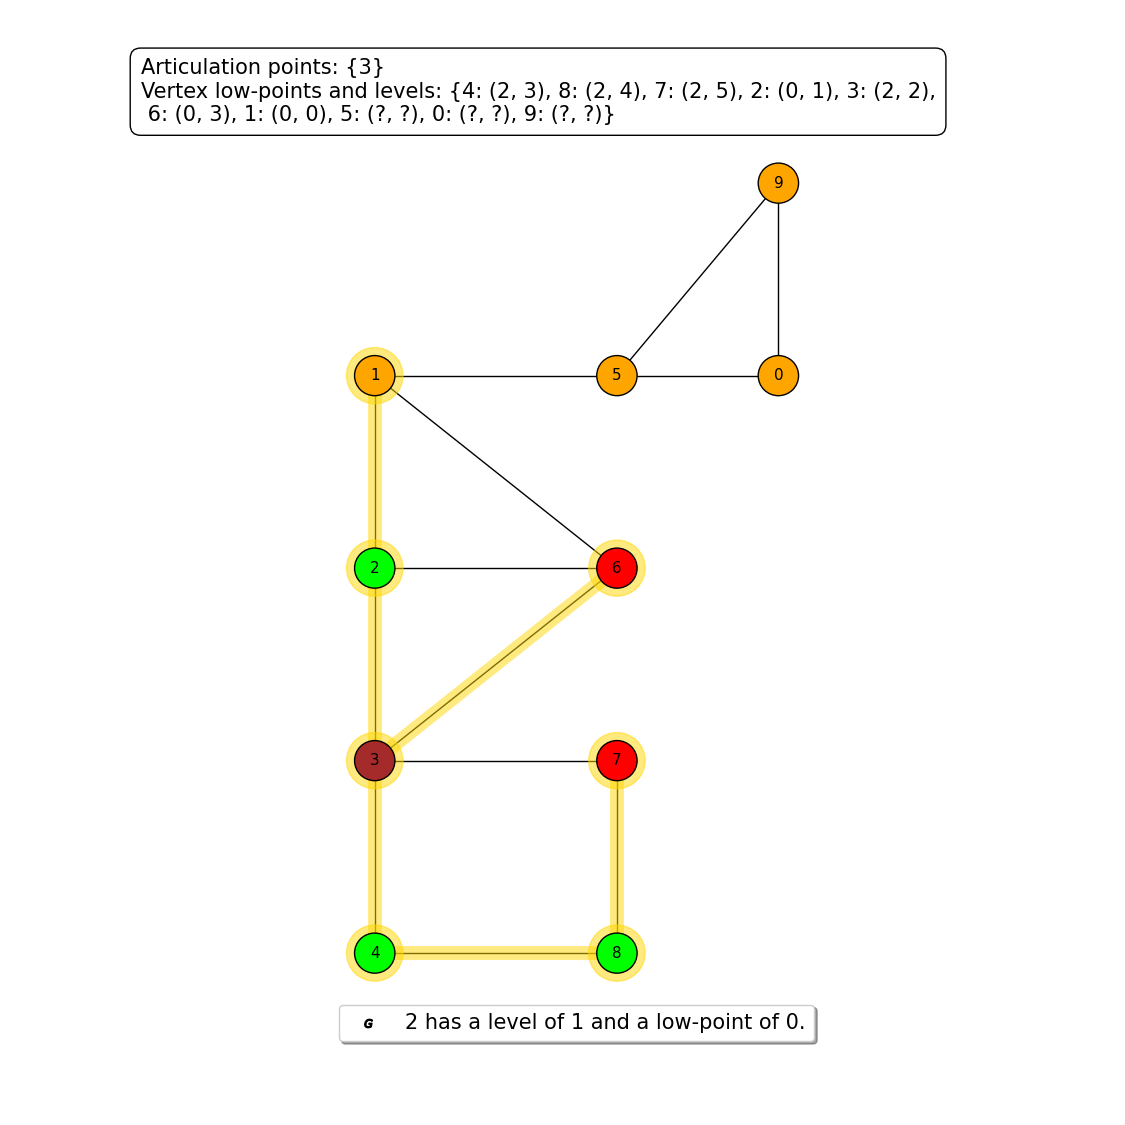 Articulation points: {3}
Vertex low-points and levels: {4: (2, 3), 8: (2, 4), 7: (2, 5), 2: (0, 1), 3: (2, 2),
6: (0, 3), 1: (0, 0), 5: (?, ?), 0: (?, ?), 9: (?, ?)}
9
1
5
0
2
6
3
7
4
8
G 2 has a level of 1 and a low-point of 0.